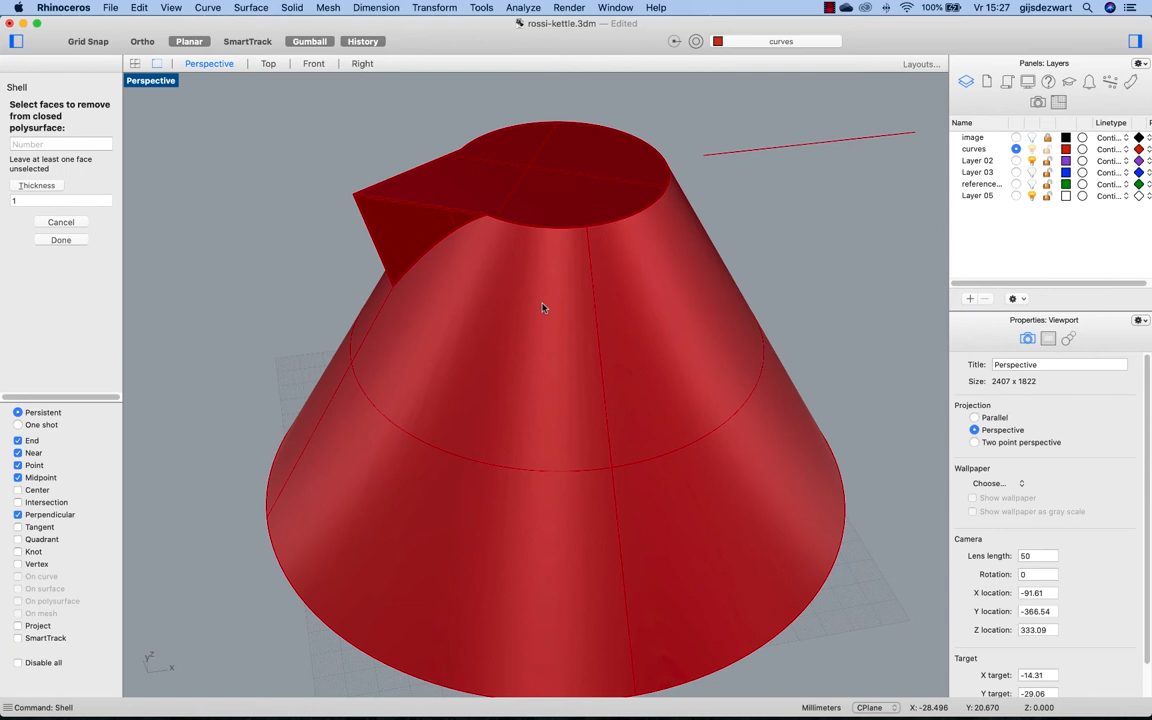 Rhinoceros File Edit View Curve Surface Solid Mesh Dimension Transform Tools Analyze Render Window Help 100% Vr 15:27 gijsdezwart
rossi-kettle.3dm — Edited
Grid Snap Ortho Planar SmartTrack Gumball History curves
Perspective Top Front Right Layouts... Panels: Layers
Perspective
Shell
Select faces to remove
from closed
polysurface:
Number
Leave at least one face
unselected
Thickness
1
Cancel
Done
Persistent
One shot
End
Near
Point
Midpoint
Center
Intersection
Perpendicular
Tangent
Quadrant
Knot
Vertex
On curve
On surface
On polysurface
On mesh
Project
SmartTrack
Disable all
y z x
Name Linetype P
image Conti...
curves Conti...
Layer 02 Conti...
Layer 03 Conti...
reference... Conti...
Layer 05 Conti...
Properties: Viewport
Title: Perspective
Size: 2407 x 1822
Projection
Parallel
Perspective
Two point perspective
Wallpaper
Choose...
Show wallpaper
Show wallpaper as gray scale
Camera
Lens length: 50
Rotation: 0
X location: -91.61
Y location: -366.54
Z location: 333.09
Target
X target: -14.31
Y target: -29.06
Command: Shell Millimeters CPlane X: -28.496 Y: 20.670 Z: 0.000